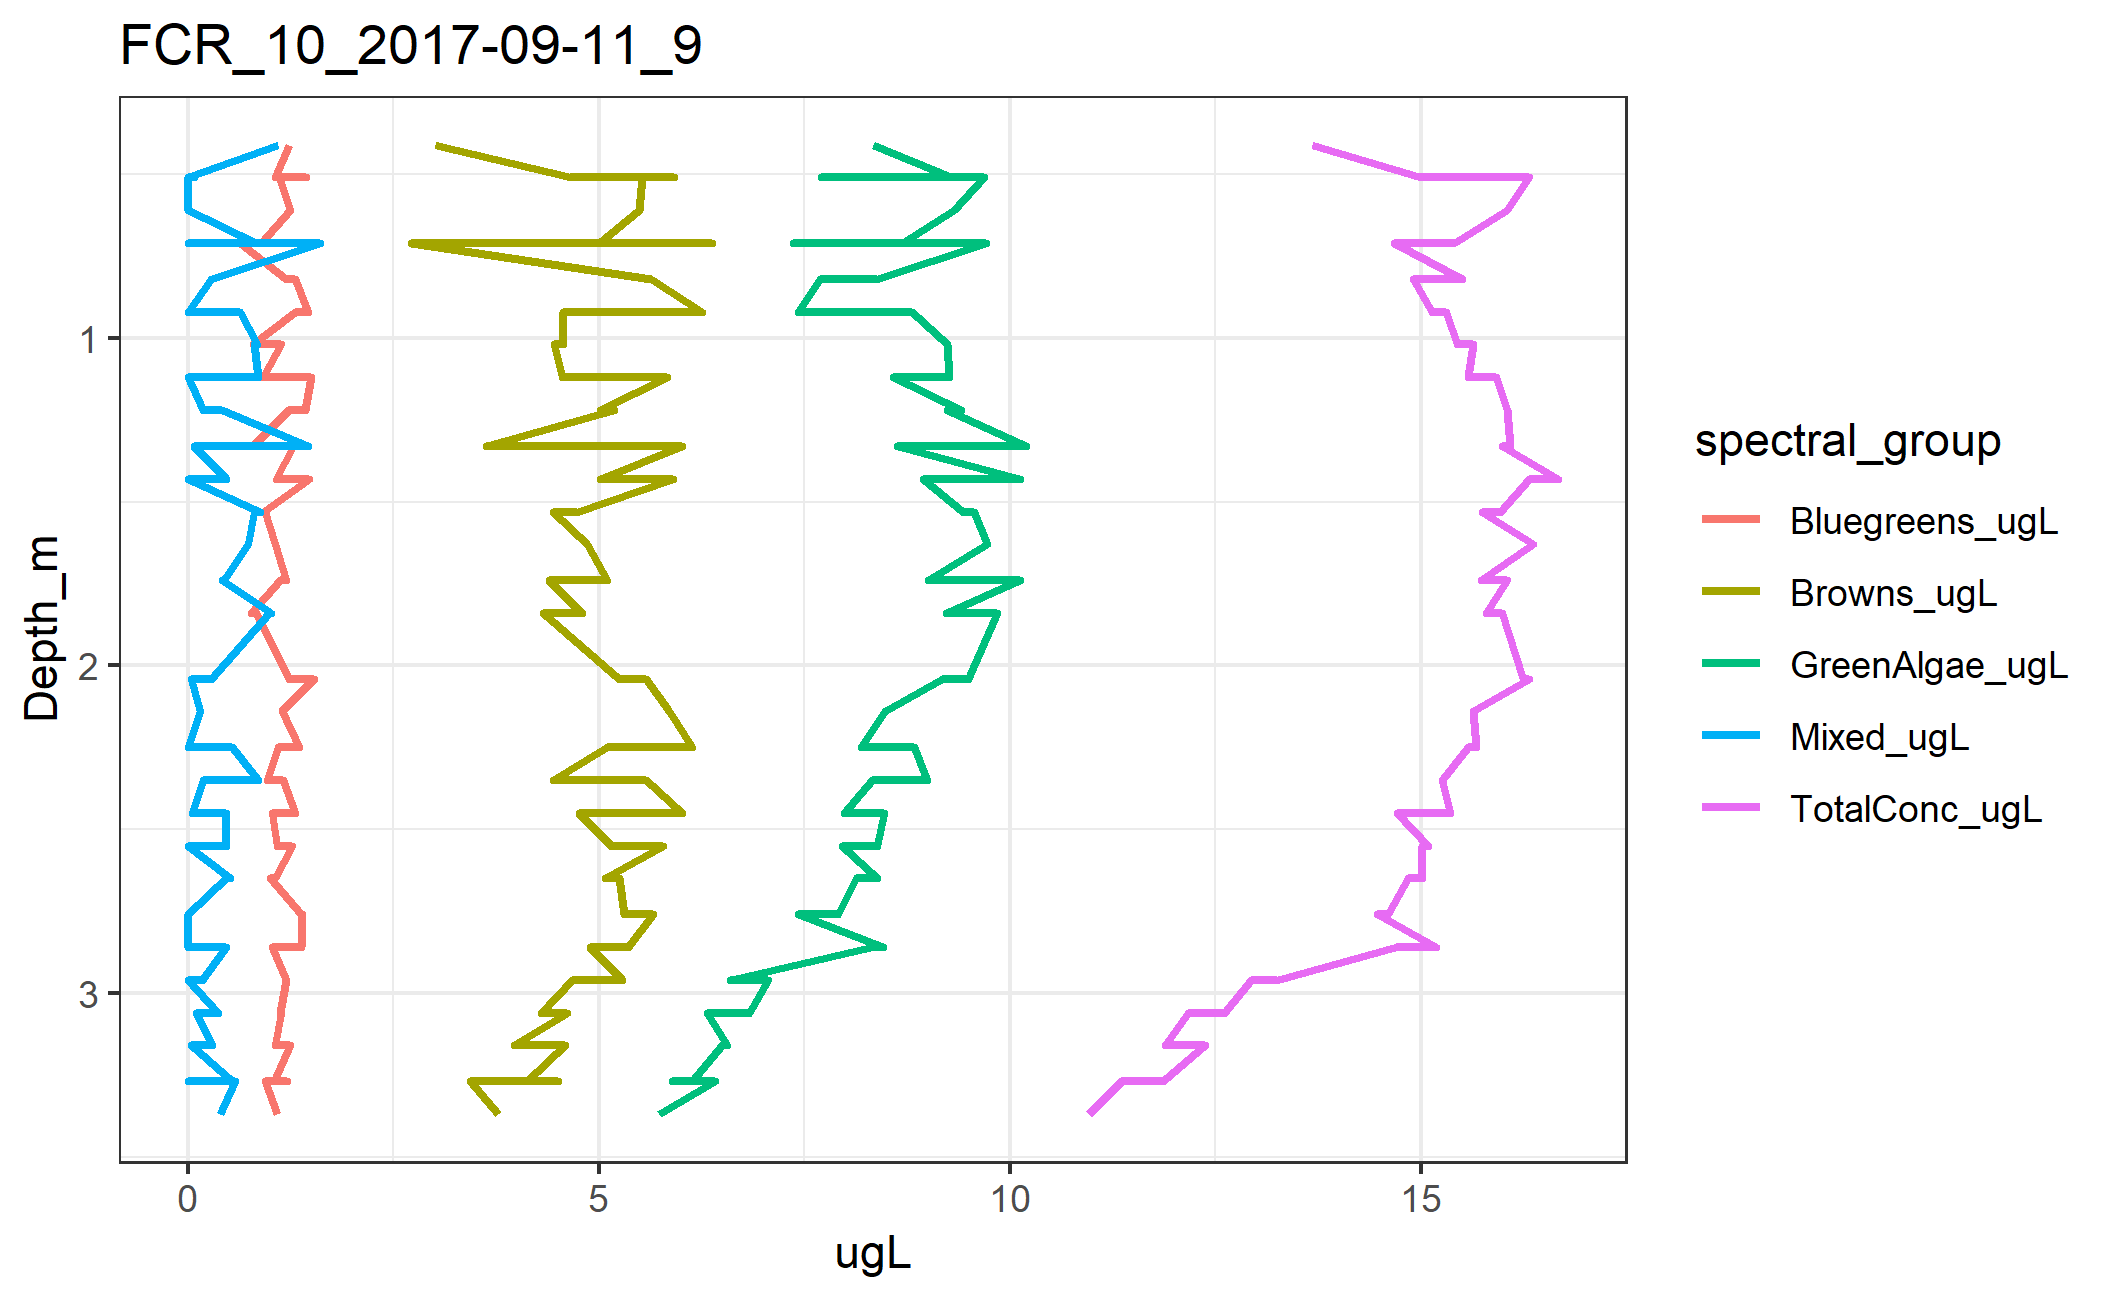 FCR_10_2017-09-11_9
Depth_m
1
2
3
0
5
10
15
ugL
spectral_group
Bluegreens_ugL
Browns_ugL
GreenAlgae_ugL
Mixed_ugL
TotalConc_ugL